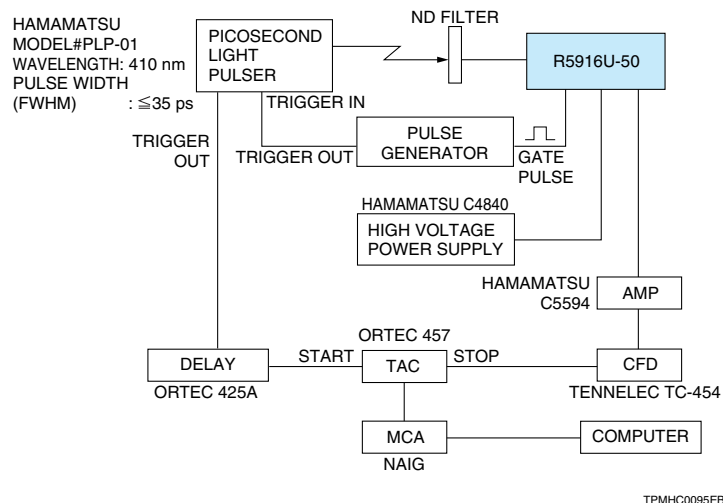 HAMAMATSU
MODEL#PLP-01
WAVELENGTH: 410 nm
PULSE WIDTH
(FWHM) : ≦35 ps
PICOSECOND
LIGHT
PULSER
ND FILTER
R5916U-50
TRIGGER IN
TRIGGER
OUT
TRIGGER OUT
PULSE
GENERATOR
GATE
PULSE
HAMAMATSU C4840
HIGH VOLTAGE
POWER SUPPLY
HAMAMATSU
C5594
AMP
ORTEC 457
DELAY
START
TAC
STOP
CFD
ORTEC 425A
TENNELEC TC-454
MCA
COMPUTER
NAIG
TPMHC0095EB